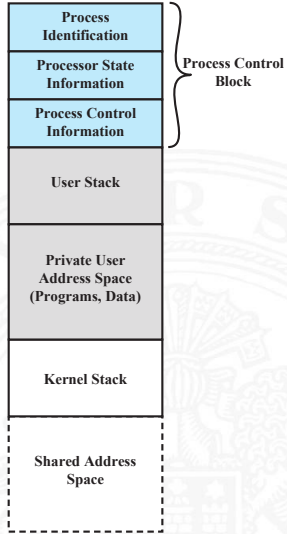 Process
Identification
Processor State
Information
Process Control
Information
Process Control
Block
User Stack
Private User
Address Space
(Programs, Data)
Kernel Stack
Shared Address
Space